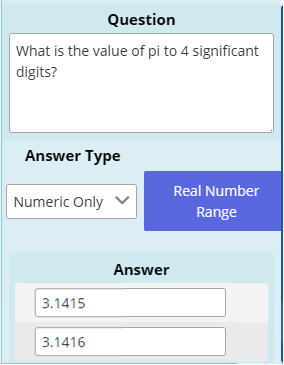 Question
What is the value of pi to 4 significant
digits?
Answer Type
Numeric Only
Real Number
Range
Answer
3.1415
3.1416